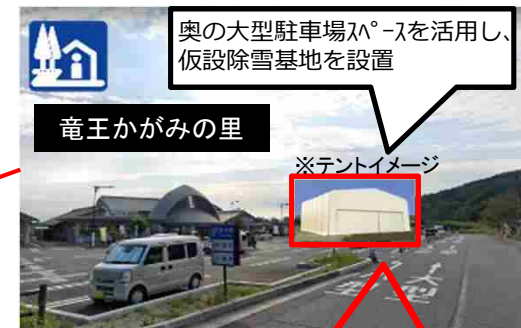 奥の大型駐車場ｽﾍﾟｰｽを活用し、
仮設除雪基地を設置
竜王かがみの里
※テントイメージ
大型